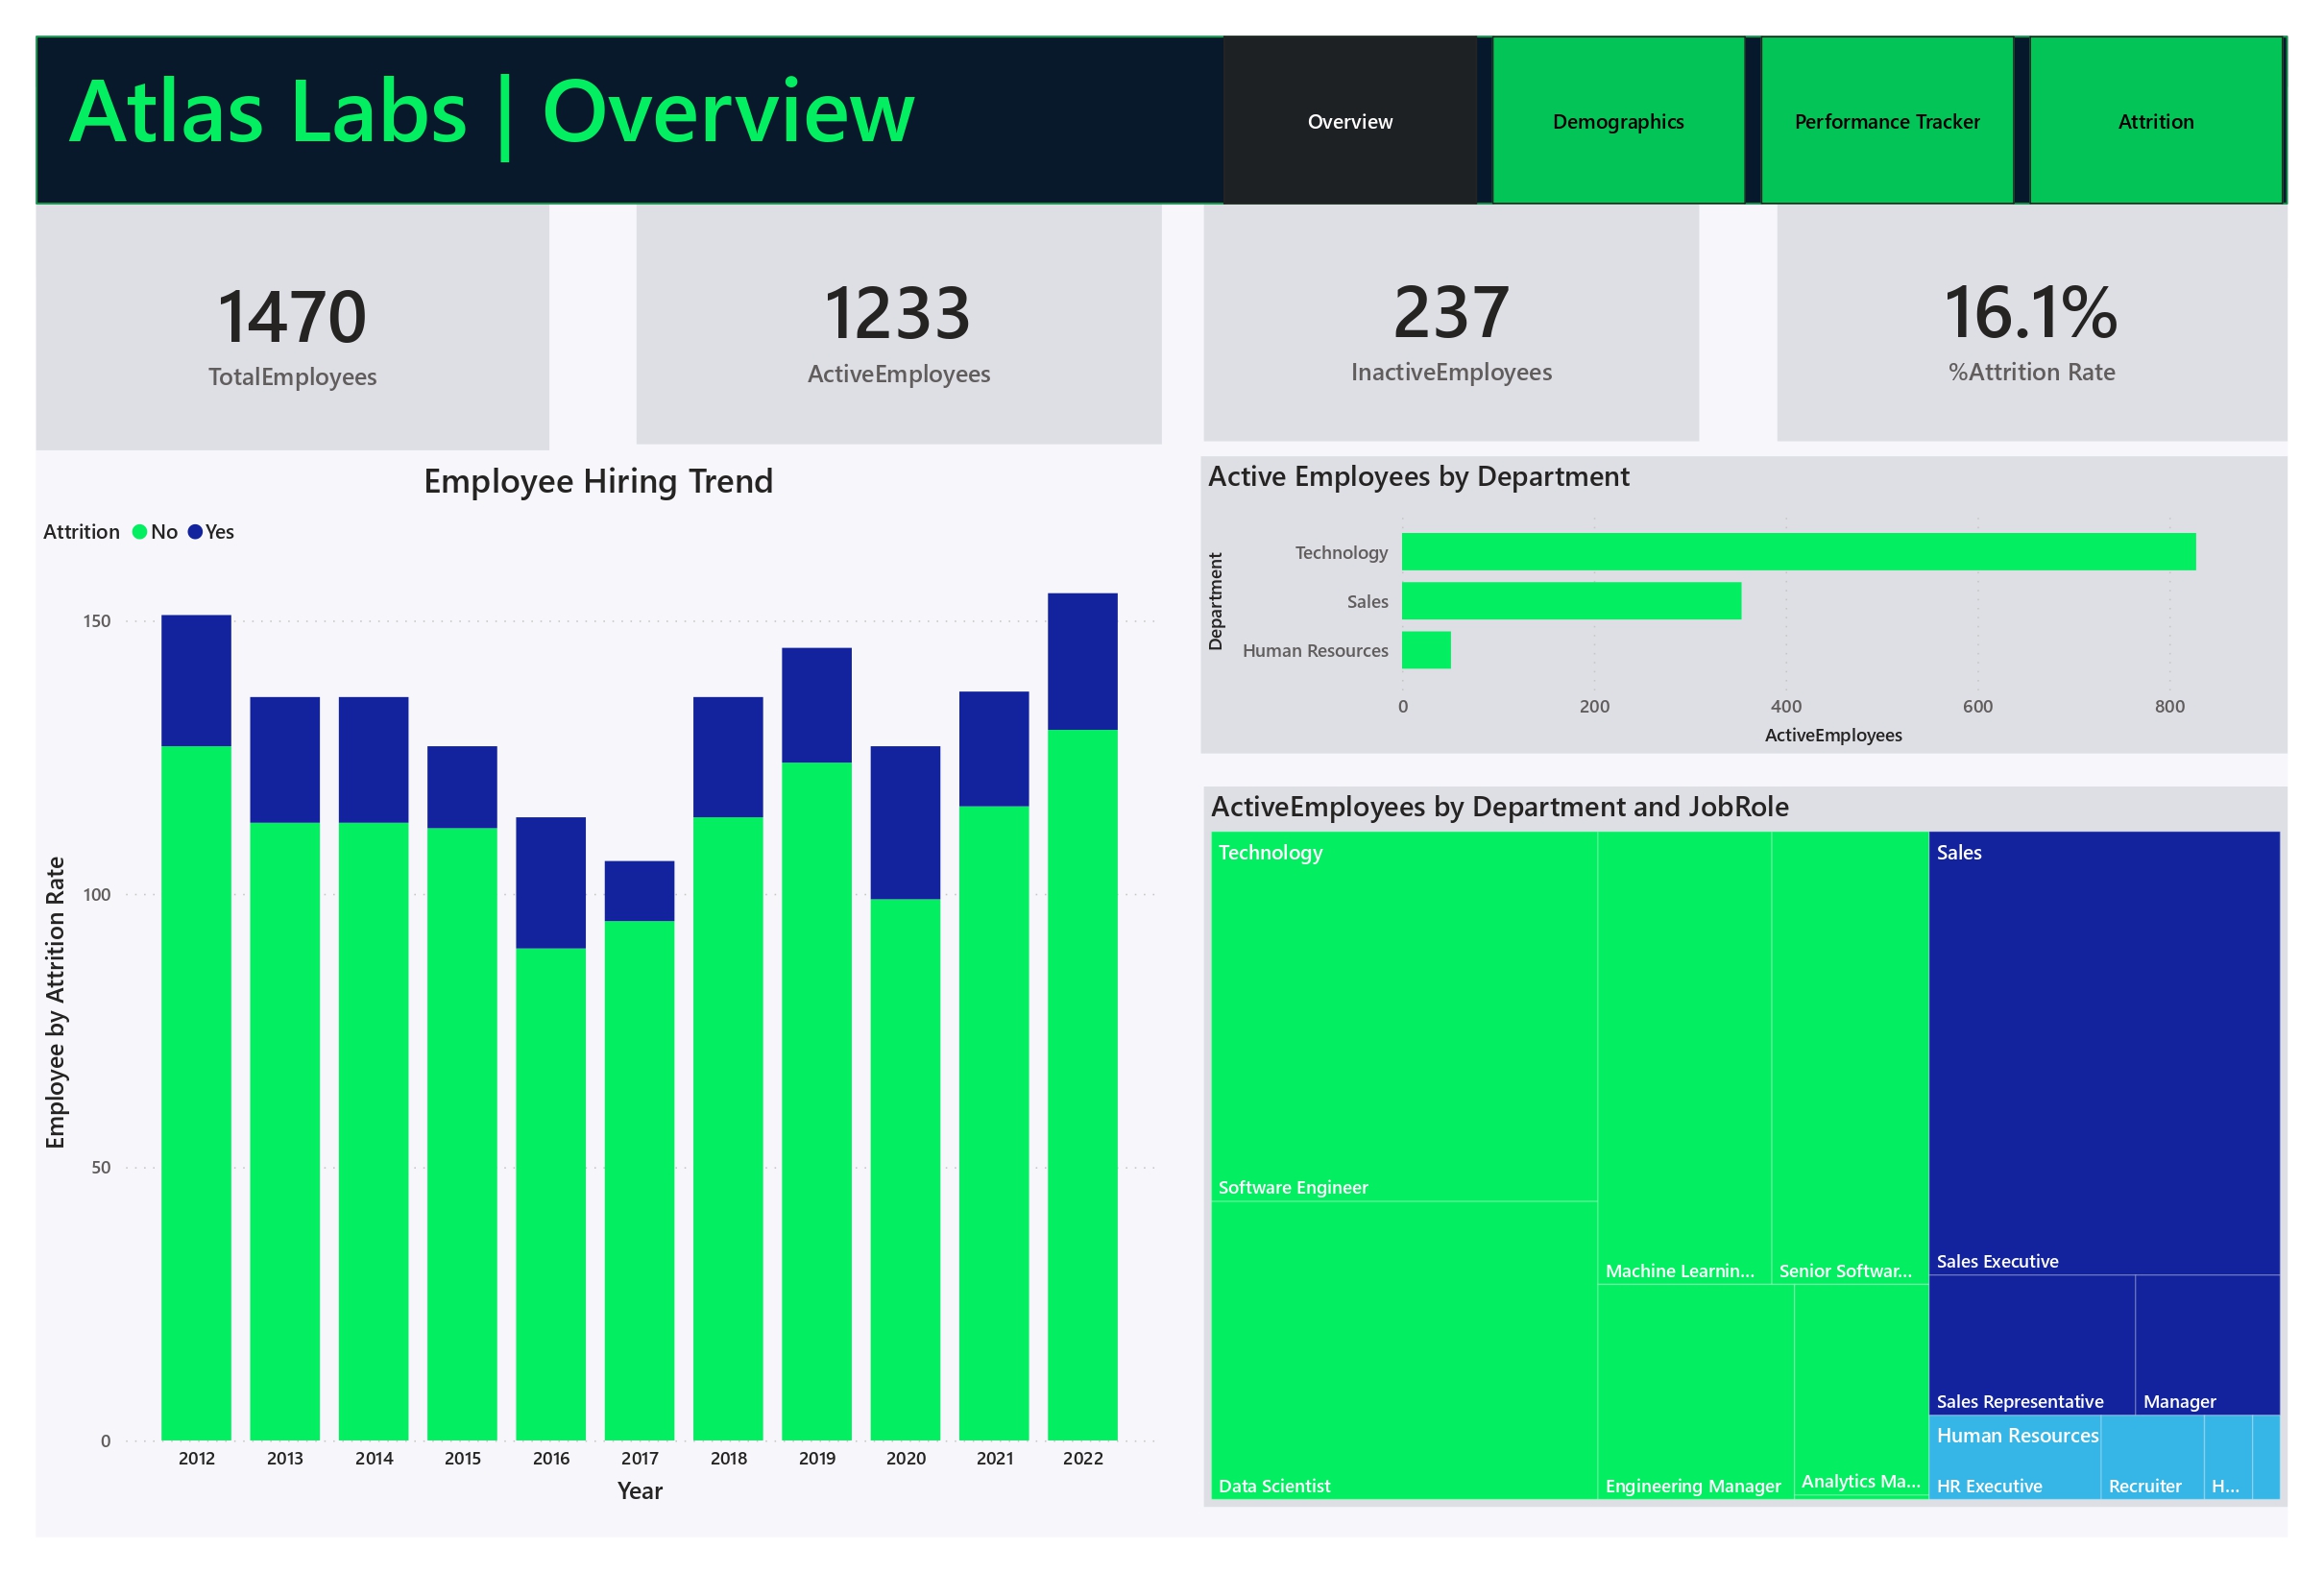 Atlas Labs | Overview
Overview
Demographics
Performance Tracker
Attrition
1470
TotalEmployees
1233
ActiveEmployees
237
InactiveEmployees
16.1%
%Attrition Rate
Employee Hiring Trend
Attrition No Yes
Employee by Attrition Rate
150
100
50
0
2012 2013 2014 2015 2016 2017 2018 2019 2020 2021 2022
Year
Active Employees by Department
Department
Technology
Sales
Human Resources
0 200 400 600 800
ActiveEmployees
ActiveEmployees by Department and JobRole
Technology
Software Engineer
Data Scientist
Machine Learnin...
Senior Softwar...
Engineering Manager
Analytics Ma...
Sales
Sales Executive
Sales Representative
Manager
Human Resources
HR Executive
Recruiter
H...